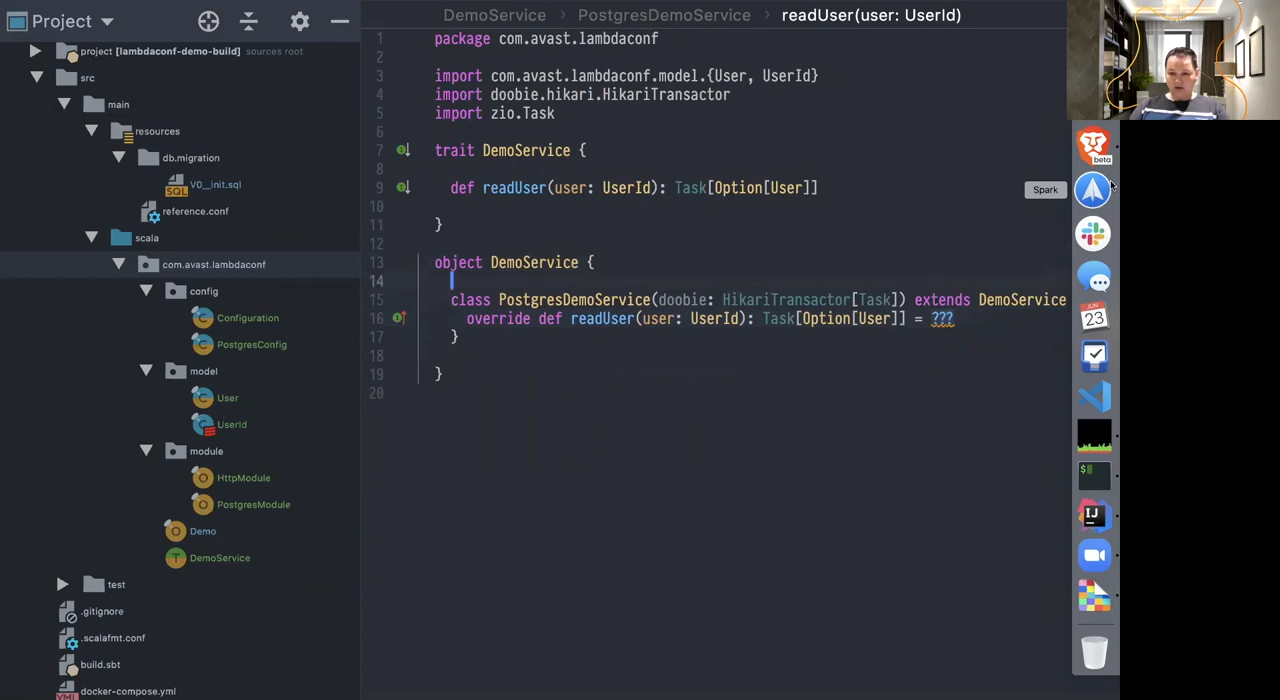 Project
DemoService > PostgresDemoService > readUser(user: UserId)
project [lambdaconf-demo-build] sources root
src
main
resources
db.migration
SQL V0__init.sql
reference.conf
scala
com.avast.lambdaconf
config
C Configuration
C PostgresConfig
model
C User
C UserId
module
O HttpModule
O PostgresModule
O Demo
T DemoService
test
.gitignore
.scalafmt.conf
build.sbt
YML docker-compose.yml
1 package com.avast.lambdaconf
2
3 import com.avast.lambdaconf.model.{User, UserId}
4 import doobie.hikari.HikariTransactor
5 import zio.Task
6
7 trait DemoService {
8
9 def readUser(user: UserId): Task[Option[User]]
10
11 }
12
13 object DemoService {
14
15 class PostgresDemoService(doobie: HikariTransactor[Task]) extends DemoService
16 override def readUser(user: UserId): Task[Option[User]] = ???
17 }
18
19 }
20
beta
Spark
JUN
23
$
IJ